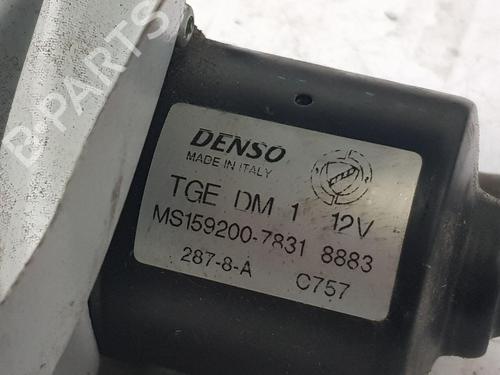 B-PARTS
DENSO
MADE IN ITALY
TGE DM 1 12V
MS159200-7831 8883
287-8-A C757